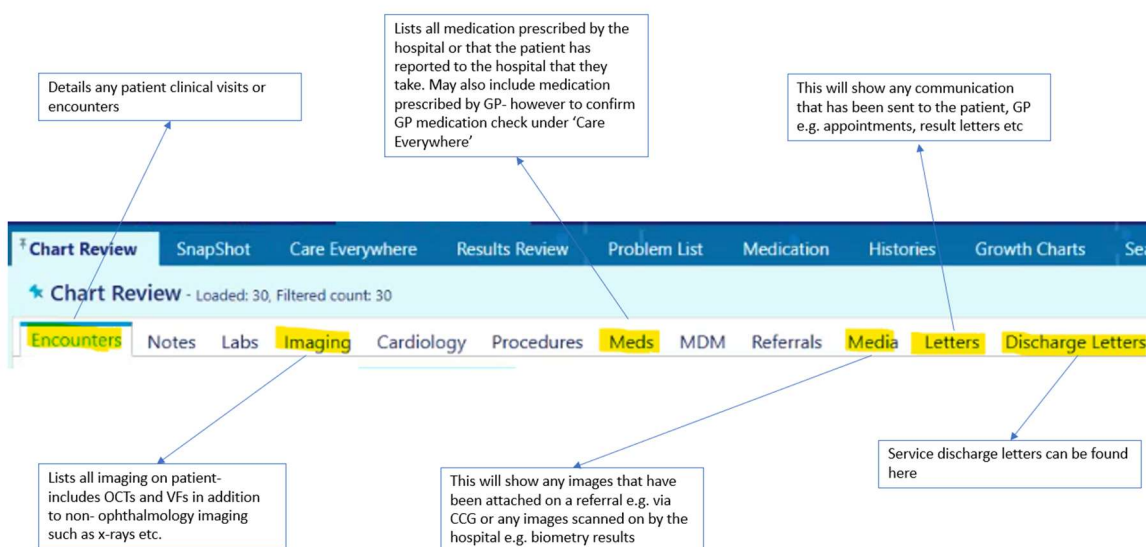 Lists all medication prescribed by the
hospital or that the patient has
reported to the hospital that they
take. May also include medication
prescribed by GP- however to confirm
GP medication check under ‘Care
Everywhere’
Details any patient clinical visits or
encounters
This will show any communication
that has been sent to the patient, GP
e.g. appointments, result letters etc
Chart Review SnapShot Care Everywhere Results Review Problem List Medication Histories Growth Charts
Chart Review - Loaded: 30, Filtered count: 30
Encounters Notes Labs Imaging Cardiology Procedures Meds MDM Referrals Media Letters Discharge Letters
Lists all imaging on patient-
includes OCTs and VFs in addition
to non- ophthalmology imaging
such as x-rays etc.
This will show any images that have
been attached on a referral e.g. via
CCG or any images scanned on by the
hospital e.g. biometry results
Service discharge letters can be found
here